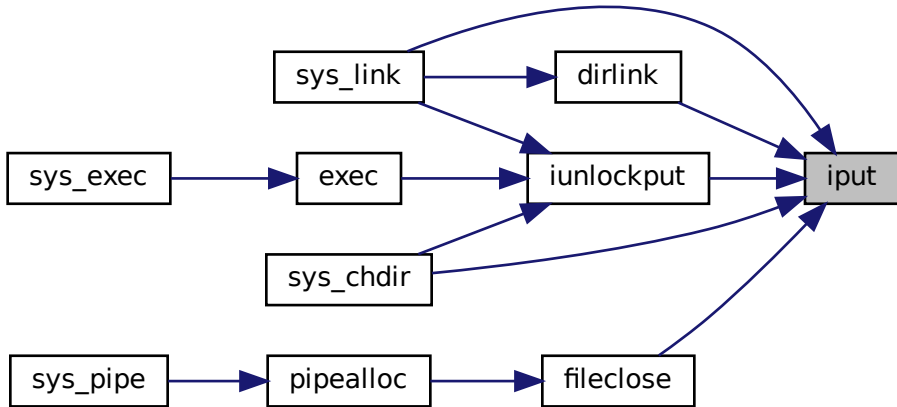 sys_link
dirlink
sys_exec
exec
iunlockput
iput
sys_chdir
sys_pipe
pipealloc
fileclose